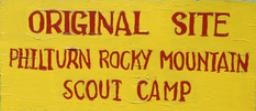 ORIGINAL SITE
PHILTURN ROCKY MOUNTAIN
SCOUT CAMP